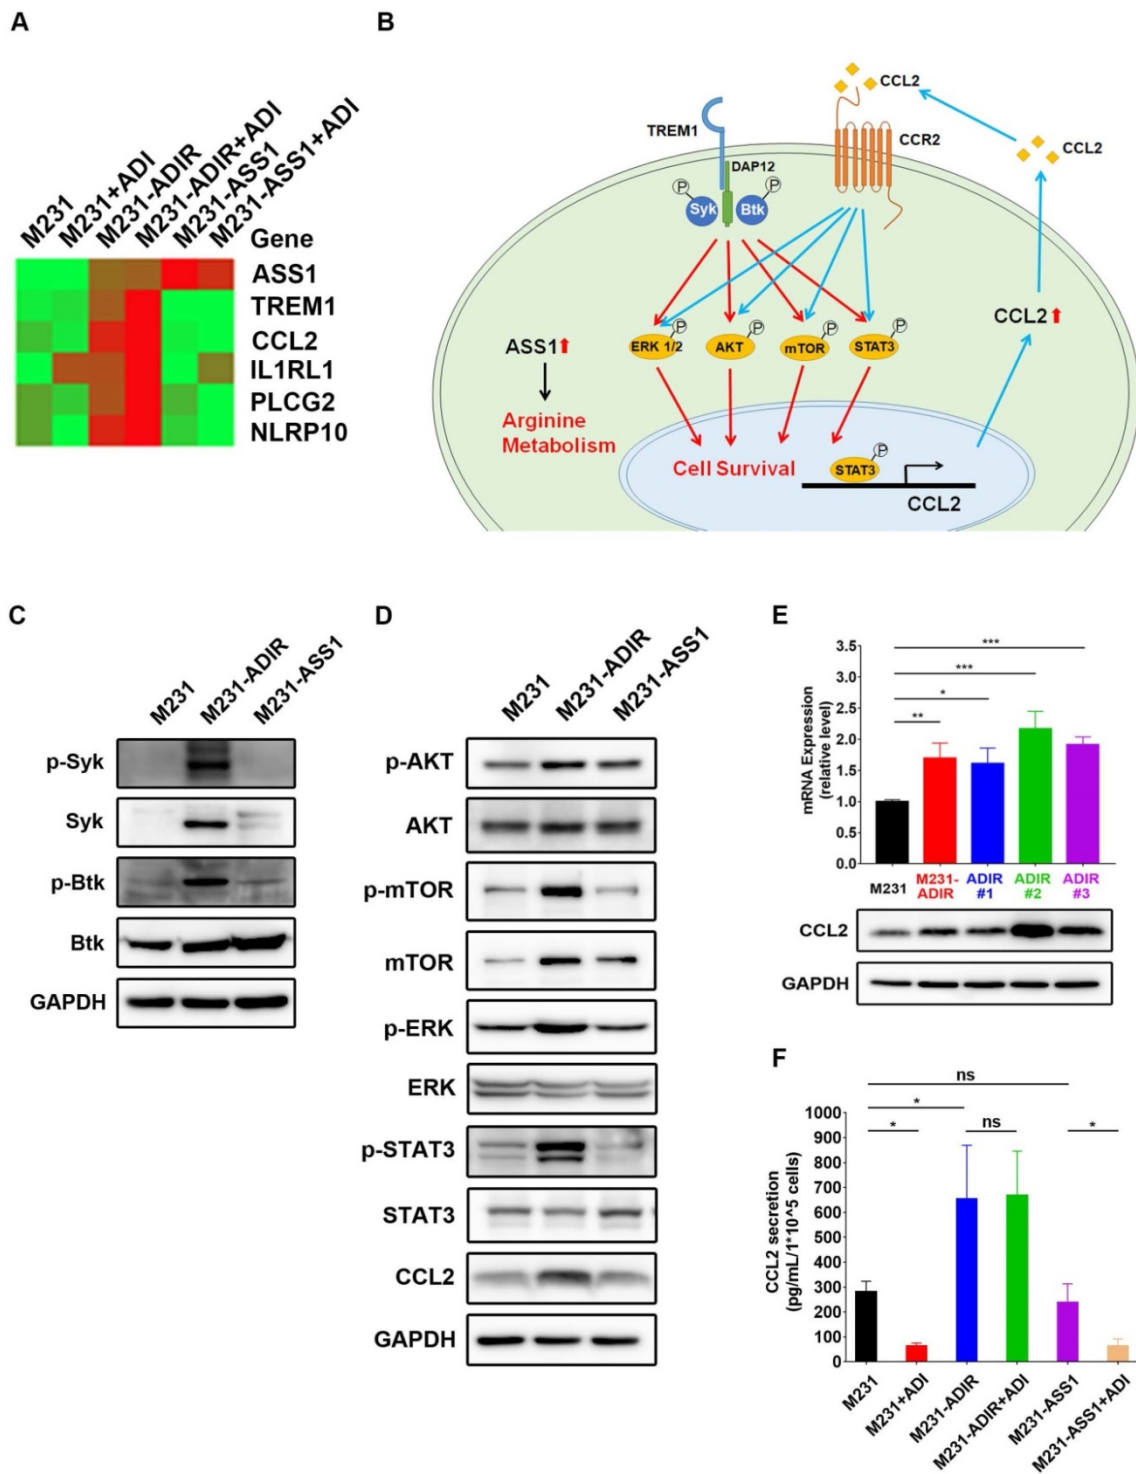 A
M231
M231+ADI
M231-ADIR
M231-ADIR+ADI
M231-ASS1
M231-ASS1+ADI
Gene
ASS1
TREM1
CCL2
IL1RL1
PLCG2
NLRP10
B
CCL2
TREM1
CCR2
CCL2
DAP12
P
P
Syk
Btk
CCL2
ASS1
P
P
P
P
ERK 1/2
AKT
mTOR
STAT3
Arginine
Metabolism
Cell Survival
P
STAT3
CCL2
C
M231
M231-ADIR
M231-ASS1
p-Syk
Syk
p-Btk
Btk
GAPDH
D
M231
M231-ADIR
M231-ASS1
p-AKT
AKT
p-mTOR
mTOR
p-ERK
ERK
p-STAT3
STAT3
CCL2
GAPDH
E
mRNA Expression
(relative level)
3.5
3.0
2.5
2.0
1.5
1.0
0.5
0.0
***
***
*
**
M231
M231-
ADIR
ADIR
#1
ADIR
#2
ADIR
#3
CCL2
GAPDH
F
CCL2 secretion
(pg/mL/1*10^5 cells)
1000
900
800
700
600
500
400
300
200
100
0
ns
*
*
ns
*
M231
M231+ADI
M231-ADIR
M231-ADIR+ADI
M231-ASS1
M231-ASS1+ADI